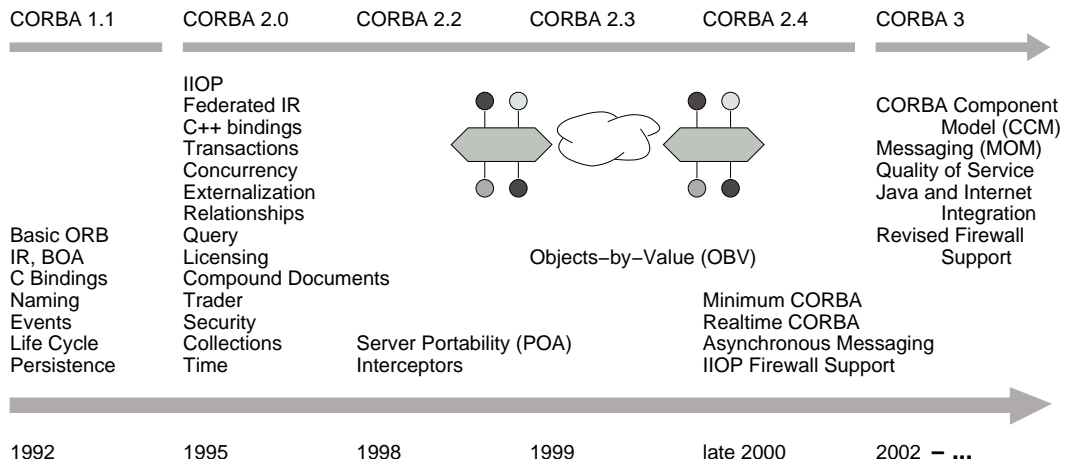 CORBA 1.1
CORBA 2.0
CORBA 2.2
CORBA 2.3
CORBA 2.4
CORBA 3
Basic ORB
IR, BOA
C Bindings
Naming
Events
Life Cycle
Persistence
IIOP
Federated IR
C++ bindings
Transactions
Concurrency
Externalization
Relationships
Query
Licensing
Compound Documents
Trader
Security
Collections
Time
Server Portability (POA)
Interceptors
Objects−by−Value (OBV)
Minimum CORBA
Realtime CORBA
Asynchronous Messaging
IIOP Firewall Support
CORBA Component
Model (CCM)
Messaging (MOM)
Quality of Service
Java and Internet
Integration
Revised Firewall
Support
1992
1995
1998
1999
late 2000
2002 − ...